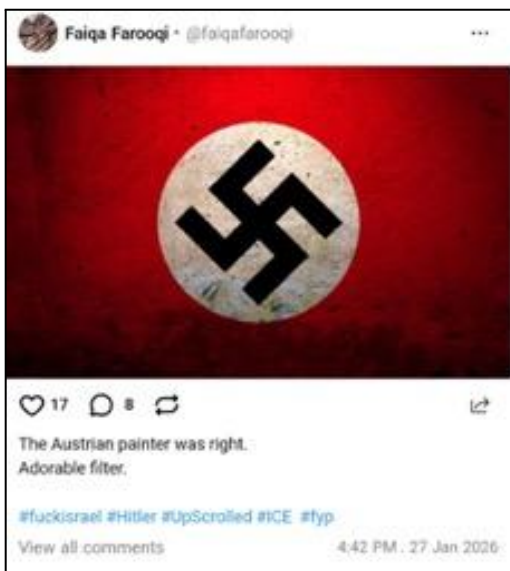 Faiqa Farooqi · @faiqafarooqi ...
17 8
The Austrian painter was right.
Adorable filter.
#fuckisrael #Hitler #UpScrolled #ICE #fyp
View all comments 4:42 PM . 27 Jan 2026